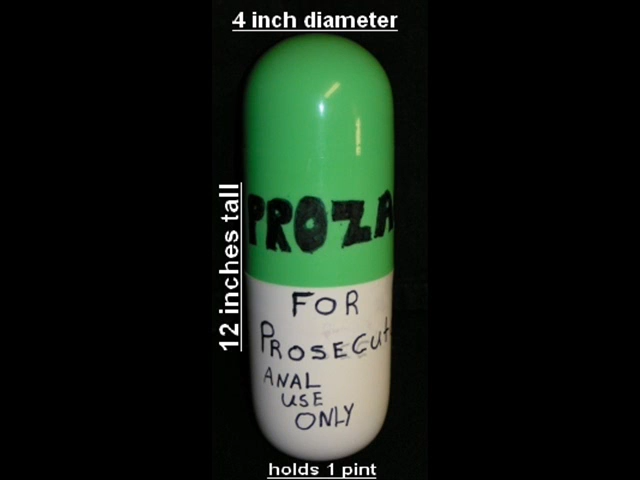 4 inch diameter
12 inches tall
PROZA
FOR
PROSECUt
ANAL
USE
ONLY
holds 1 pint